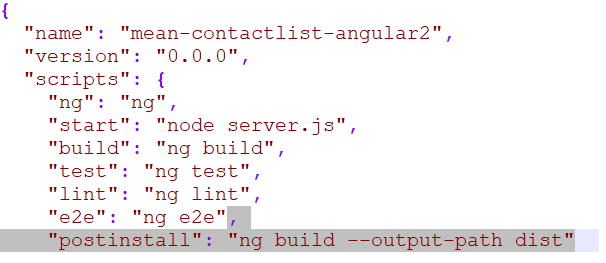 {
"name": "mean-contactlist-angular2",
"version": "0.0.0",
"scripts": {
"ng": "ng",
"start": "node server.js",
"build": "ng build",
"test": "ng test",
"lint": "ng lint",
"e2e": "ng e2e",
"postinstall": "ng build --output-path dist"